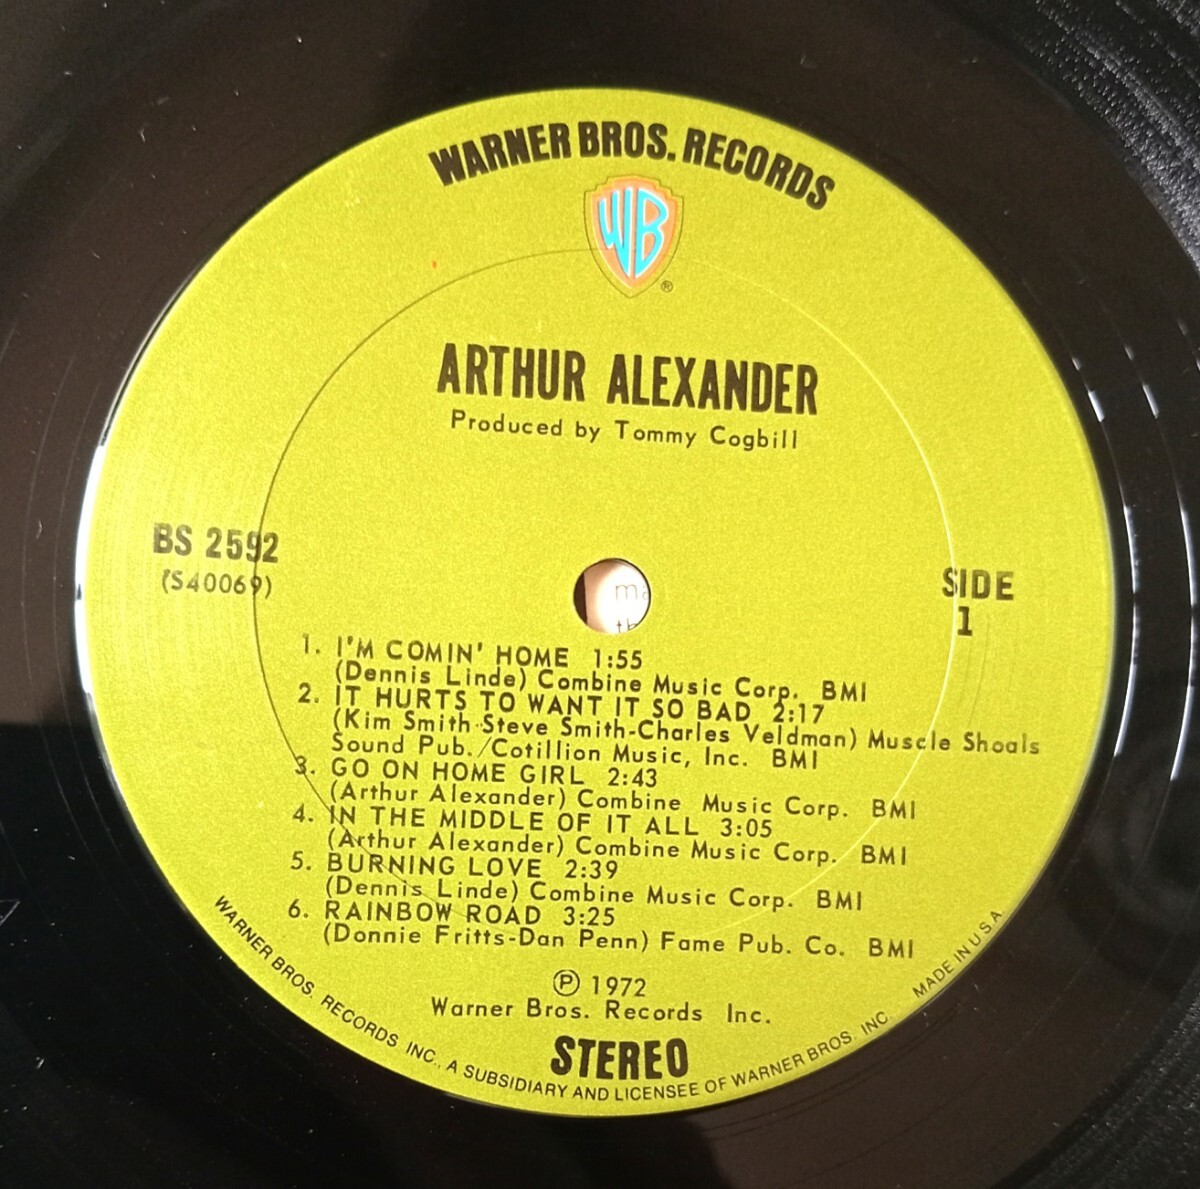 WARNER BROS. RECORDS
WB
®
ARTHUR ALEXANDER
Produced by Tommy Cogbill
BS 2592
(S40069)
SIDE
1
1. I'M COMIN' HOME 1:55
(Dennis Linde) Combine Music Corp. BMI
2. IT HURTS TO WANT IT SO BAD 2:17
(Kim Smith-Steve Smith-Charles Veldman) Muscle Shoals
Sound Pub./Cotillion Music, Inc. BMI
3. GO ON HOME GIRL 2:43
(Arthur Alexander) Combine Music Corp. BMI
4. IN THE MIDDLE OF IT ALL 3:05
(Arthur Alexander) Combine Music Corp. BMI
5. BURNING LOVE 2:39
(Dennis Linde) Combine Music Corp. BMI
6. RAINBOW ROAD 3:25
(Donnie Fritts-Dan Penn) Fame Pub. Co. BMI
℗ 1972
Warner Bros. Records Inc.
STEREO
WARNER BROS. RECORDS INC., A SUBSIDIARY AND LICENSEE OF WARNER BROS. INC. MADE IN U.S.A.